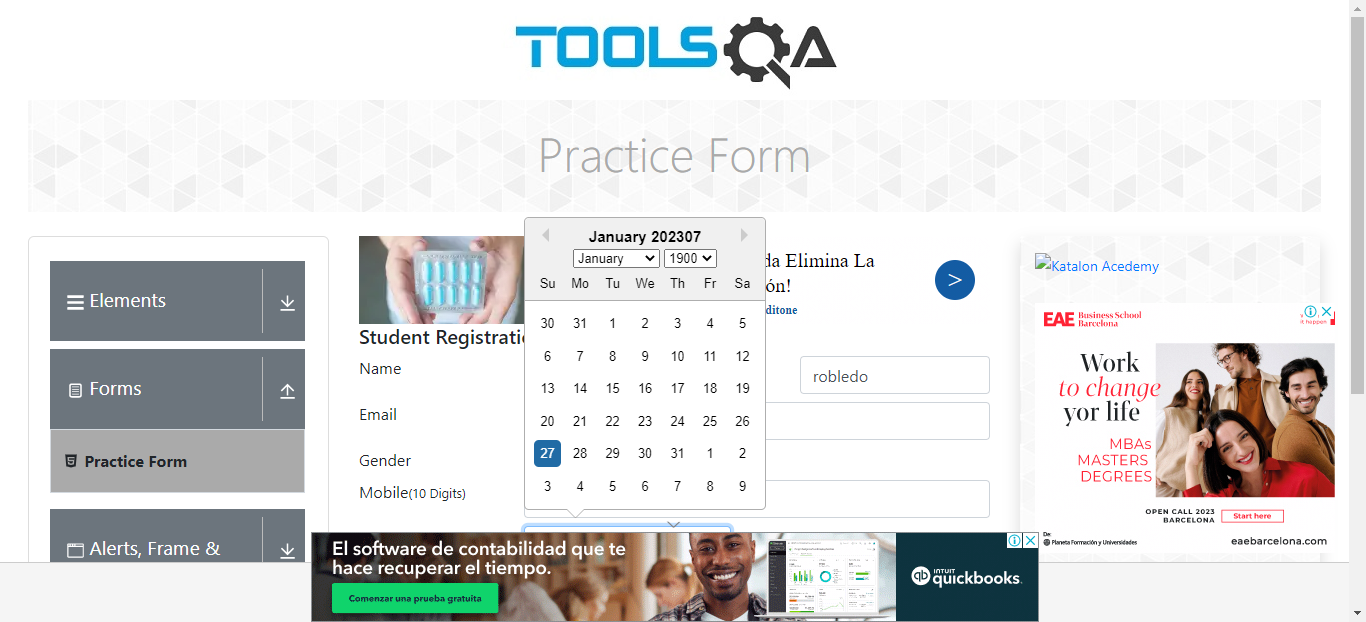 TOOLSQA
Practice Form
Elements
Forms
Practice Form
Alerts, Frame &
da Elimina La
ón!
ditone
>
Student Registrati
Name
robledo
Email
Gender
Mobile(10 Digits)
January 202307
January 1900
Su Mo Tu We Th Fr Sa
30 31 1 2 3 4 5
6 7 8 9 10 11 12
13 14 15 16 17 18 19
20 21 22 23 24 25 26
27 28 29 30 31 1 2
3 4 5 6 7 8 9
Katalon Acedemy
EAE Business School
Barcelona
it happen
Work
to change
yor life
MBAs
MASTERS
DEGREES
OPEN CALL 2023
BARCELONA
Start here
De:
Planeta Formación y Universidades
eaebarcelona.com
El software de contabilidad que te
hace recuperar el tiempo.
Comenzar una prueba gratuita
INTUIT
quickbooks.